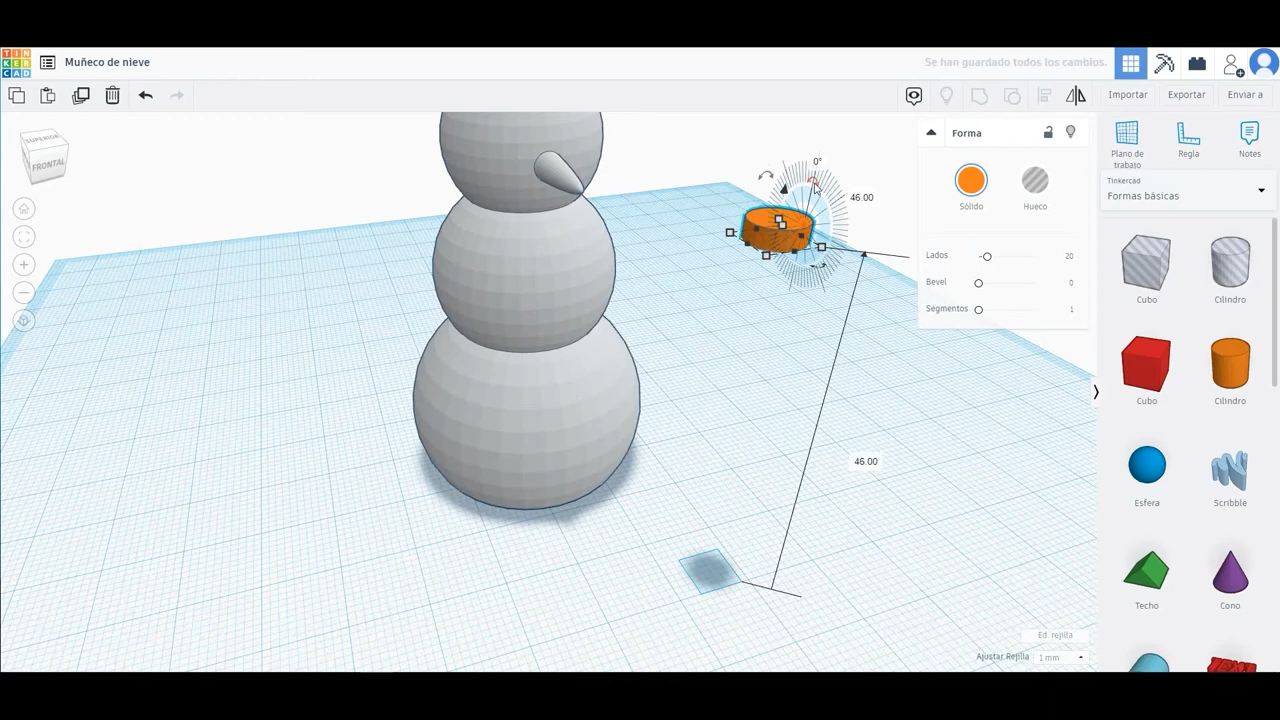 TIN
KER
CAD
Muñeco de nieve
Se han guardado todos los cambios.
Importar
Exportar
Enviar a
SUPERIOR
FRONTAL
0°
46.00
46.00
Forma
Sólido
Hueco
Lados
20
Bevel
0
Segmentos
1
Plano de
trabajo
Regla
Notes
Tinkercad
Formas básicas
Cubo
Cilindro
Cubo
Cilindro
Esfera
Scribble
Techo
Cono
Ed. rejilla
Ajustar Rejilla
1 mm